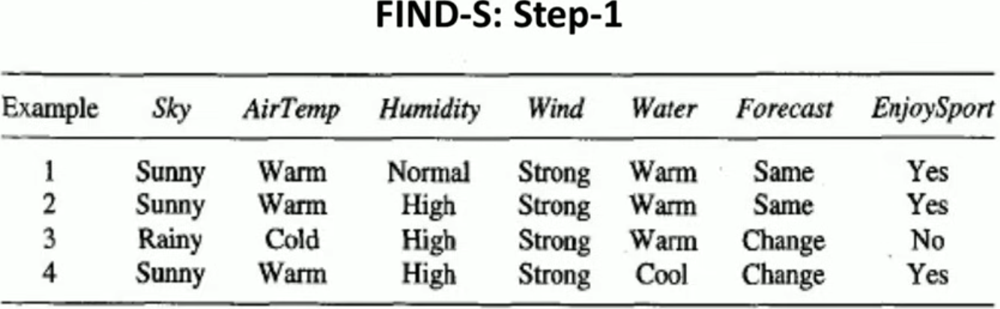 FIND-S: Step-1
Example Sky AirTemp Humidity Wind Water Forecast EnjoySport
1 Sunny Warm Normal Strong Warm Same Yes
2 Sunny Warm High Strong Warm Same Yes
3 Rainy Cold High Strong Warm Change No
4 Sunny Warm High Strong Cool Change Yes